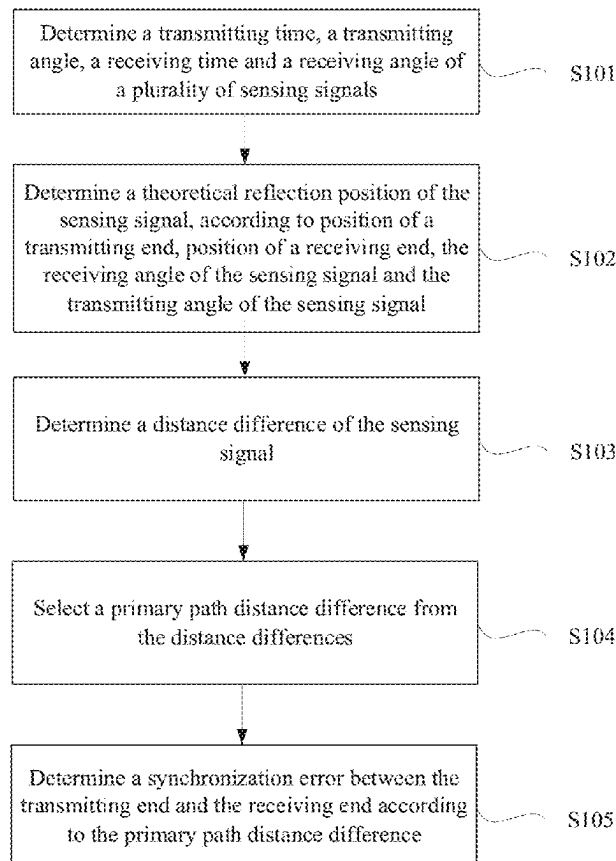 Determine a transmitting time, a transmitting
angle, a receiving time and a receiving angle of
a plurality of sensing signals
S101
Determine a theoretical reflection position of the
sensing signal, according to position of a
transmitting end, position of a receiving end, the
receiving angle of the sensing signal and the
transmitting angle of the sensing signal
S102
Determine a distance difference of the sensing
signal
S103
Select a primary path distance difference from
the distance differences
S104
Determine a synchronization error between the
transmitting end and the receiving end according
to the primary path distance difference
S105